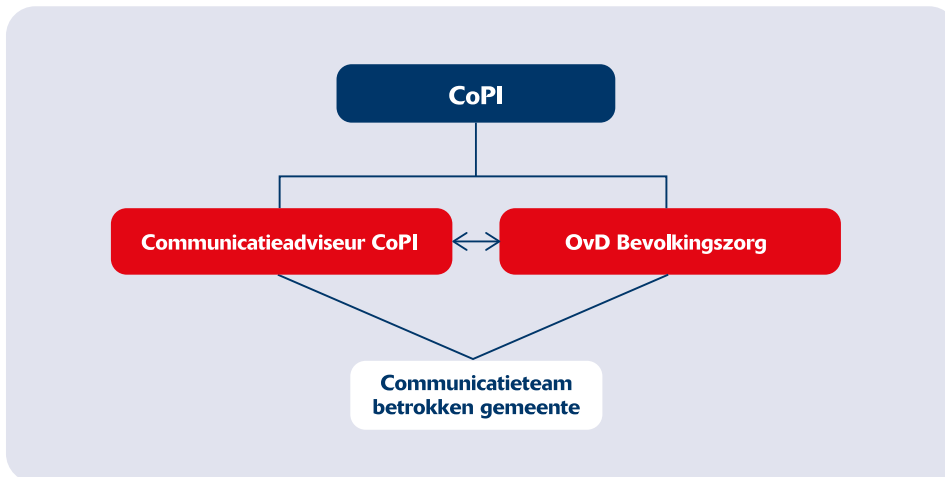 CoPI
Communicatieadviseur CoPI
OvD Bevolkingszorg
Communicatieteam
betrokken gemeente